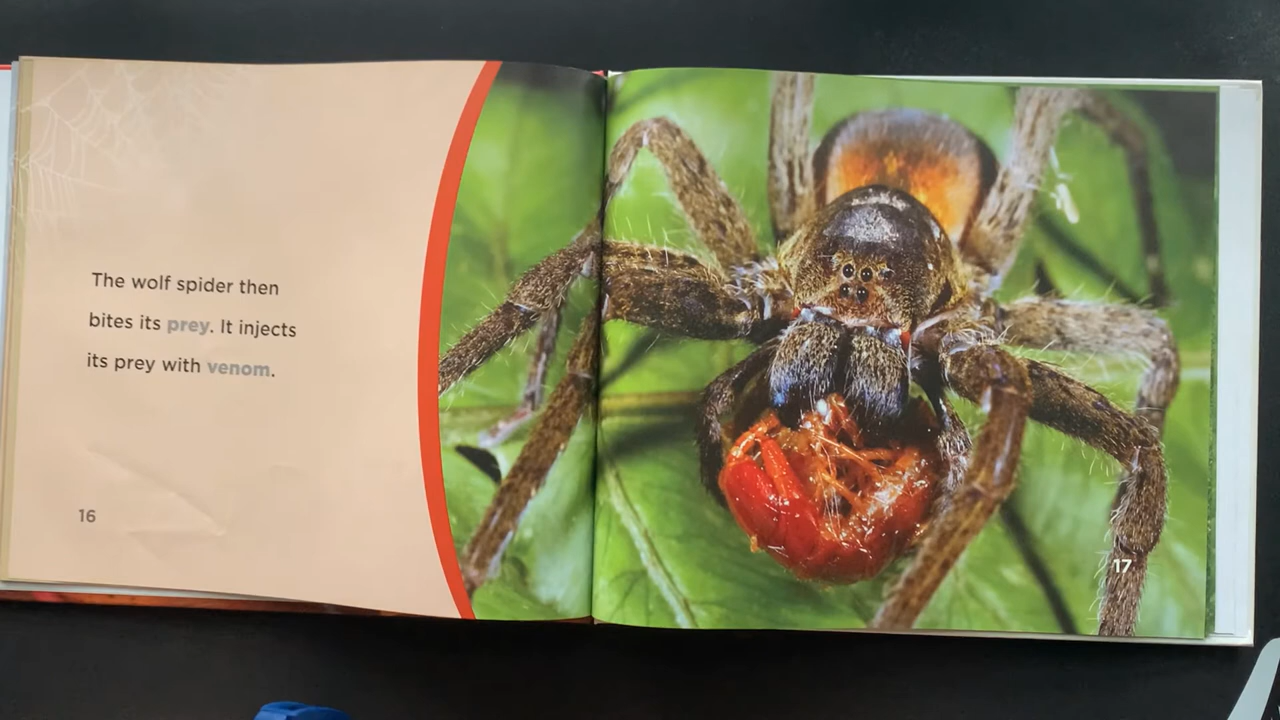 The wolf spider then
bites its prey. It injects
its prey with venom.
16
17